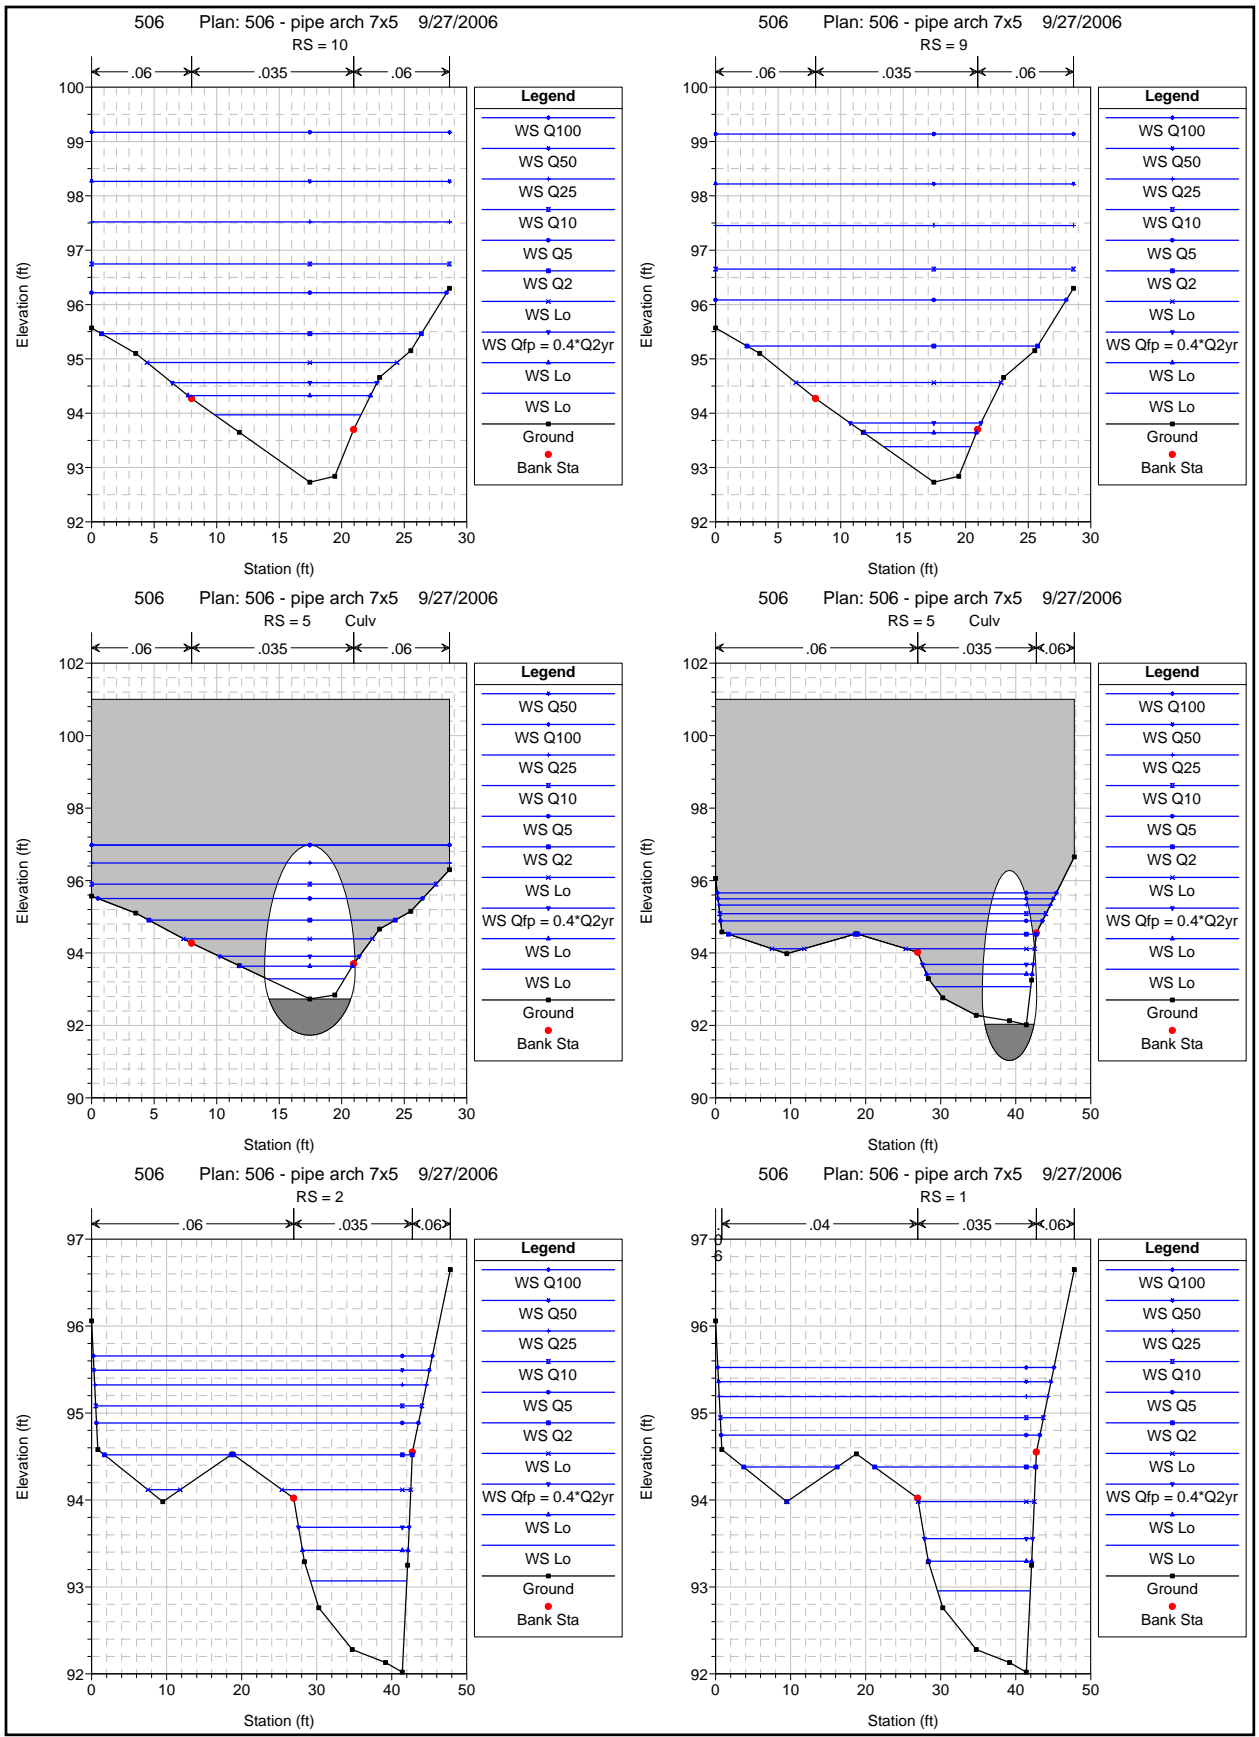 506 Plan: 506 - pipe arch 7x5 9/27/2006
RS = 10
.06 .035 .06
100
99
98
97
96
95
94
93
92
Elevation (ft)
0 5 10 15 20 25 30
Station (ft)
Legend
WS Q100
WS Q50
WS Q25
WS Q10
WS Q5
WS Q2
WS Lo
WS Qfp = 0.4*Q2yr
WS Lo
WS Lo
Ground
Bank Sta
506 Plan: 506 - pipe arch 7x5 9/27/2006
RS = 9
.06 .035 .06
100
99
98
97
96
95
94
93
92
Elevation (ft)
0 5 10 15 20 25 30
Station (ft)
Legend
WS Q100
WS Q50
WS Q25
WS Q10
WS Q5
WS Q2
WS Lo
WS Qfp = 0.4*Q2yr
WS Lo
WS Lo
Ground
Bank Sta
506 Plan: 506 - pipe arch 7x5 9/27/2006
RS = 5 Culv
.06 .035 .06
102
100
98
96
94
92
90
Elevation (ft)
0 5 10 15 20 25 30
Station (ft)
Legend
WS Q50
WS Q100
WS Q25
WS Q10
WS Q5
WS Q2
WS Lo
WS Qfp = 0.4*Q2yr
WS Lo
WS Lo
Ground
Bank Sta
506 Plan: 506 - pipe arch 7x5 9/27/2006
RS = 5 Culv
.06 .035 .06
102
100
98
96
94
92
90
Elevation (ft)
0 10 20 30 40 50
Station (ft)
Legend
WS Q100
WS Q50
WS Q25
WS Q10
WS Q5
WS Q2
WS Lo
WS Qfp = 0.4*Q2yr
WS Lo
WS Lo
Ground
Bank Sta
506 Plan: 506 - pipe arch 7x5 9/27/2006
RS = 2
.06 .035 .06
97
96
95
94
93
92
Elevation (ft)
0 10 20 30 40 50
Station (ft)
Legend
WS Q100
WS Q50
WS Q25
WS Q10
WS Q5
WS Q2
WS Lo
WS Qfp = 0.4*Q2yr
WS Lo
WS Lo
Ground
Bank Sta
506 Plan: 506 - pipe arch 7x5 9/27/2006
RS = 1
.06 .04 .035 .06
97
96
95
94
93
92
Elevation (ft)
0 10 20 30 40 50
Station (ft)
Legend
WS Q100
WS Q50
WS Q25
WS Q10
WS Q5
WS Q2
WS Lo
WS Qfp = 0.4*Q2yr
WS Lo
WS Lo
Ground
Bank Sta